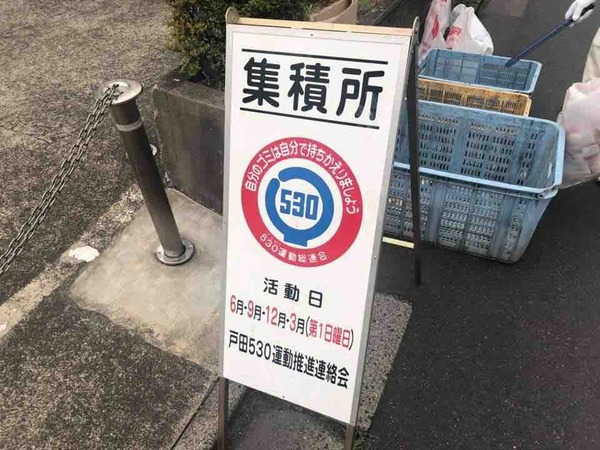 集積所
自分のゴミは自分で持ちかえりましょう
530
530運動総連合
活動日
6月・9月・12月・3月(第1日曜日)
戸田530運動推進連絡会